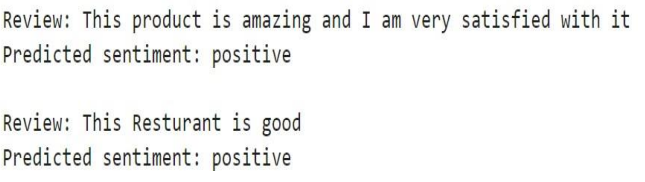 Review: This product is amazing and I am very satisfied with it
Predicted sentiment: positive
Review: This Resturant is good
Predicted sentiment: positive